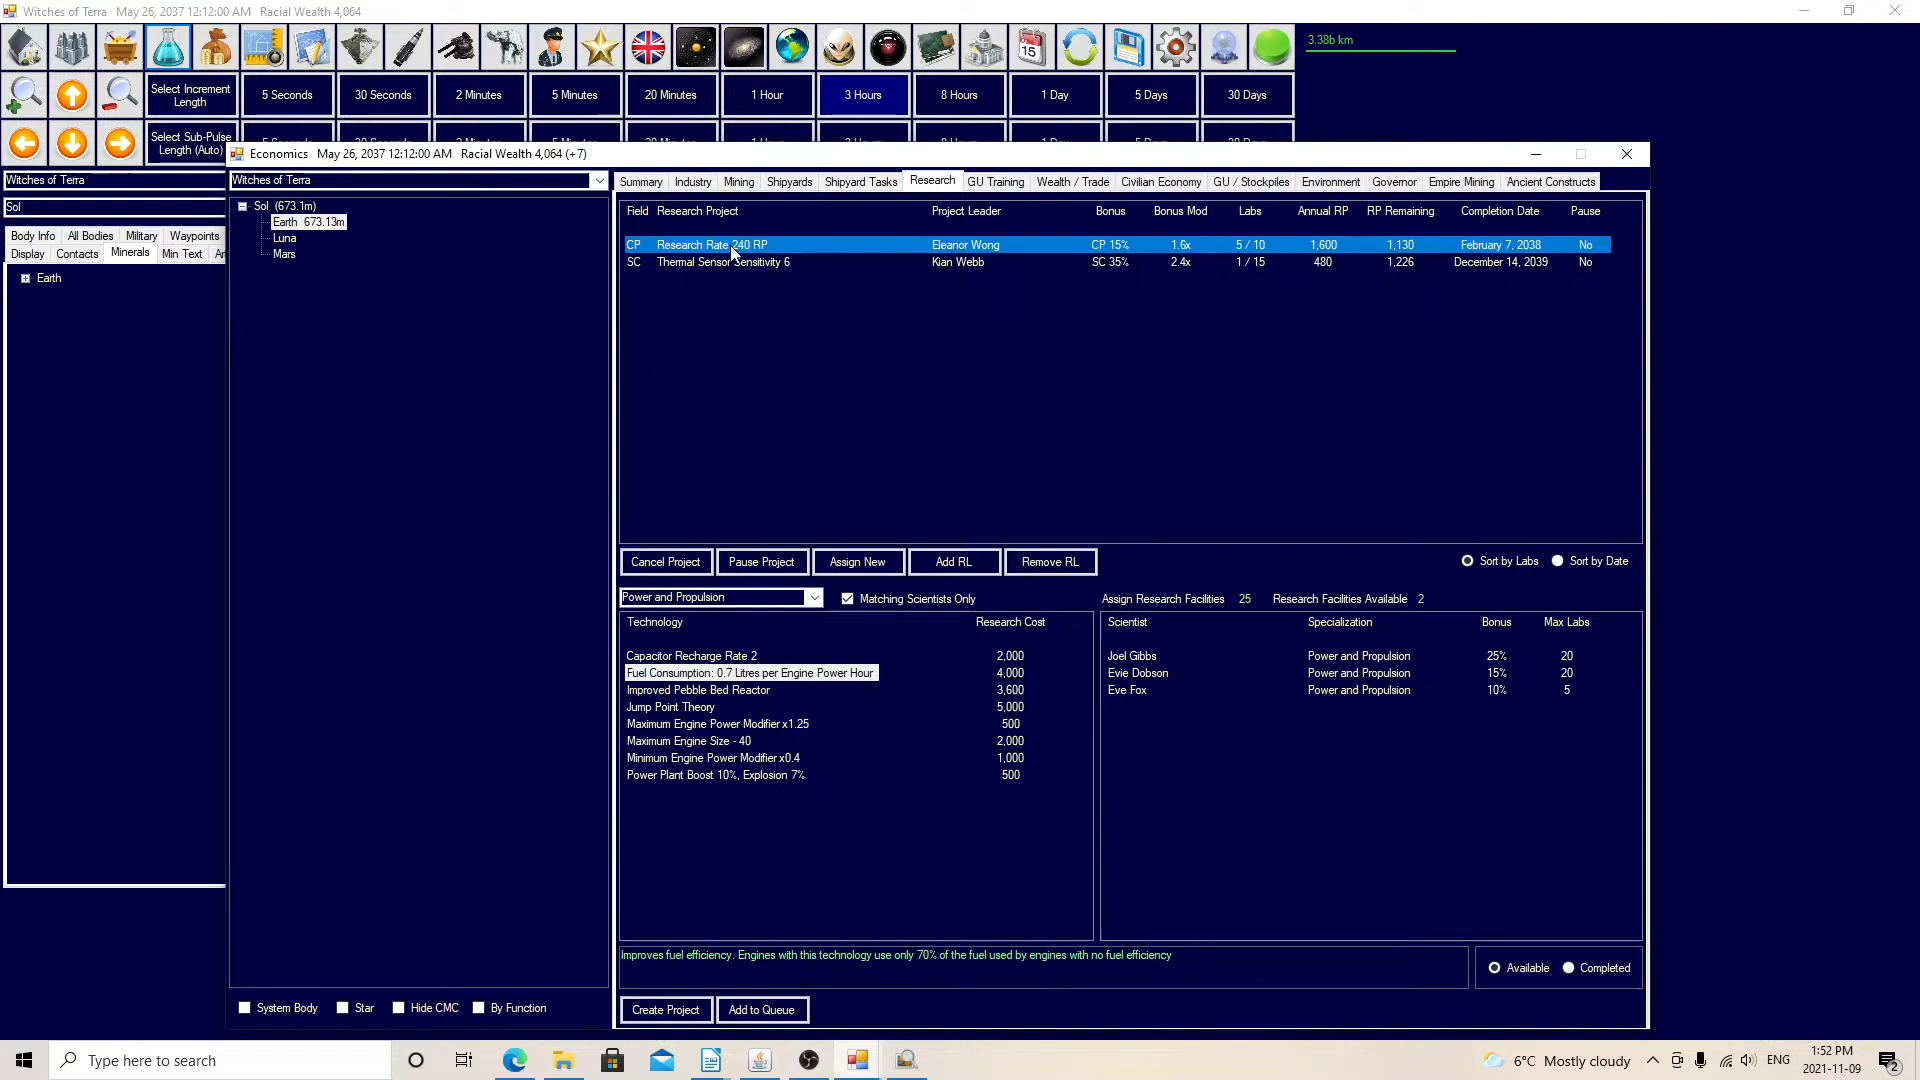 Witches of Terra May 26, 2037 12:12:00 AM Racial Wealth 4,064
3.38b km
Select Increment Length 5 Seconds 30 Seconds 2 Minutes 5 Minutes 20 Minutes 1 Hour 3 Hours 8 Hours 1 Day 5 Days 30 Days
Select Sub-Pulse Length (Auto)
Economics May 26, 2037 12:12:00 AM Racial Wealth 4,064 (+7)
Witches of Terra
Sol
Body Info All Bodies Military Waypoints
Display Contacts Minerals Min Text
Earth
Witches of Terra
Sol (673.1m)
Earth 673.13m
Luna
Mars
System Body Star Hide CMC By Function
Summary Industry Mining Shipyards Shipyard Tasks Research GU Training Wealth / Trade Civilian Economy GU / Stockpiles Environment Governor Empire Mining Ancient Constructs
Field Research Project Project Leader Bonus Bonus Mod Labs Annual RP RP Remaining Completion Date Pause
CP Research Rate 240 RP Eleanor Wong CP 15% 1.6x 5 / 10 1,600 1,130 February 7, 2038 No
SC Thermal Sensor Sensitivity 6 Kian Webb SC 35% 2.4x 1 / 15 480 1,226 December 14, 2039 No
Cancel Project Pause Project Assign New Add RL Remove RL Sort by Labs Sort by Date
Power and Propulsion Matching Scientists Only Assign Research Facilities 25 Research Facilities Available 2
Technology Research Cost
Capacitor Recharge Rate 2 2,000
Fuel Consumption: 0.7 Litres per Engine Power Hour 4,000
Improved Pebble Bed Reactor 3,600
Jump Point Theory 5,000
Maximum Engine Power Modifier x1.25 500
Maximum Engine Size - 40 2,000
Minimum Engine Power Modifier x0.4 1,000
Power Plant Boost 10%, Explosion 7% 500
Scientist Specialization Bonus Max Labs
Joel Gibbs Power and Propulsion 25% 20
Evie Dobson Power and Propulsion 15% 20
Eve Fox Power and Propulsion 10% 5
Improves fuel efficiency. Engines with this technology use only 70% of the fuel used by engines with no fuel efficiency
Available Completed
Create Project Add to Queue
Type here to search
6°C Mostly cloudy ENG 1:52 PM
2021-11-09 2